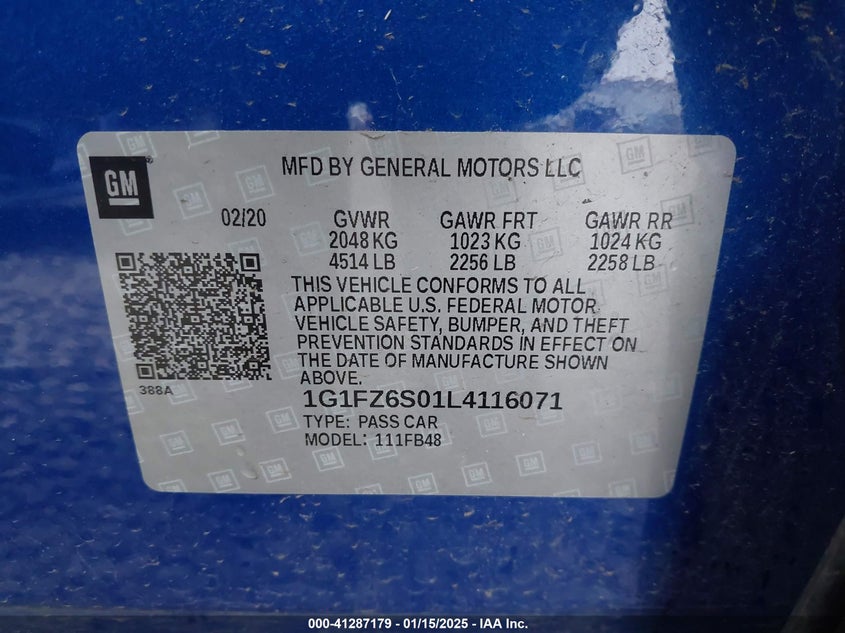 GM
MFD BY GENERAL MOTORS LLC
02/20 GVWR GAWR FRT GAWR RR
2048 KG 1023 KG 1024 KG
4514 LB 2256 LB 2258 LB
THIS VEHICLE CONFORMS TO ALL
APPLICABLE U.S. FEDERAL MOTOR
VEHICLE SAFETY, BUMPER, AND THEFT
PREVENTION STANDARDS IN EFFECT ON
THE DATE OF MANUFACTURE SHOWN
ABOVE.
388A
1G1FZ6S01L4116071
TYPE: PASS CAR
MODEL: 111FB48
000-41287179 - 01/15/2025 - IAA Inc.